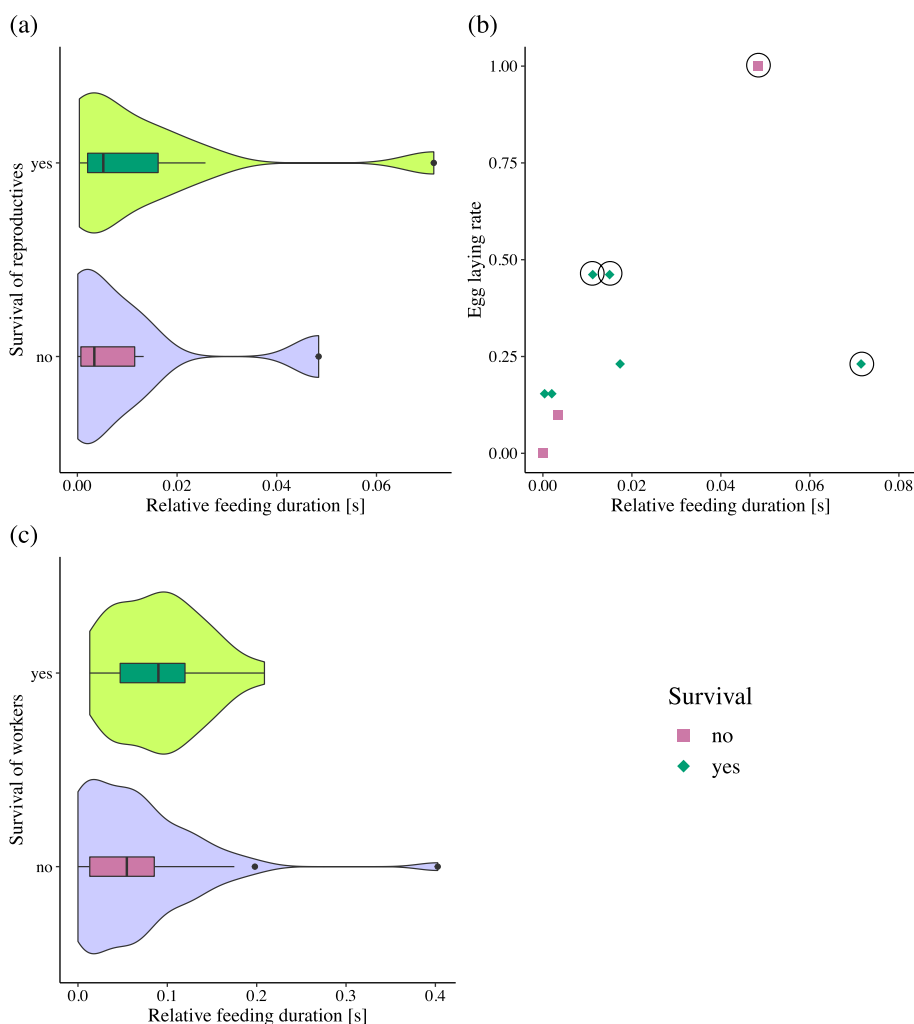 (a)
Survival of reproductives
yes
no
0.00 0.02 0.04 0.06
Relative feeding duration [s]
(b)
Egg laying rate
1.00
0.75
0.50
0.25
0.00
0.00 0.02 0.04 0.06 0.08
Relative feeding duration [s]
(c)
Survival of workers
yes
no
0.0 0.1 0.2 0.3 0.4
Relative feeding duration [s]
Survival
no
yes